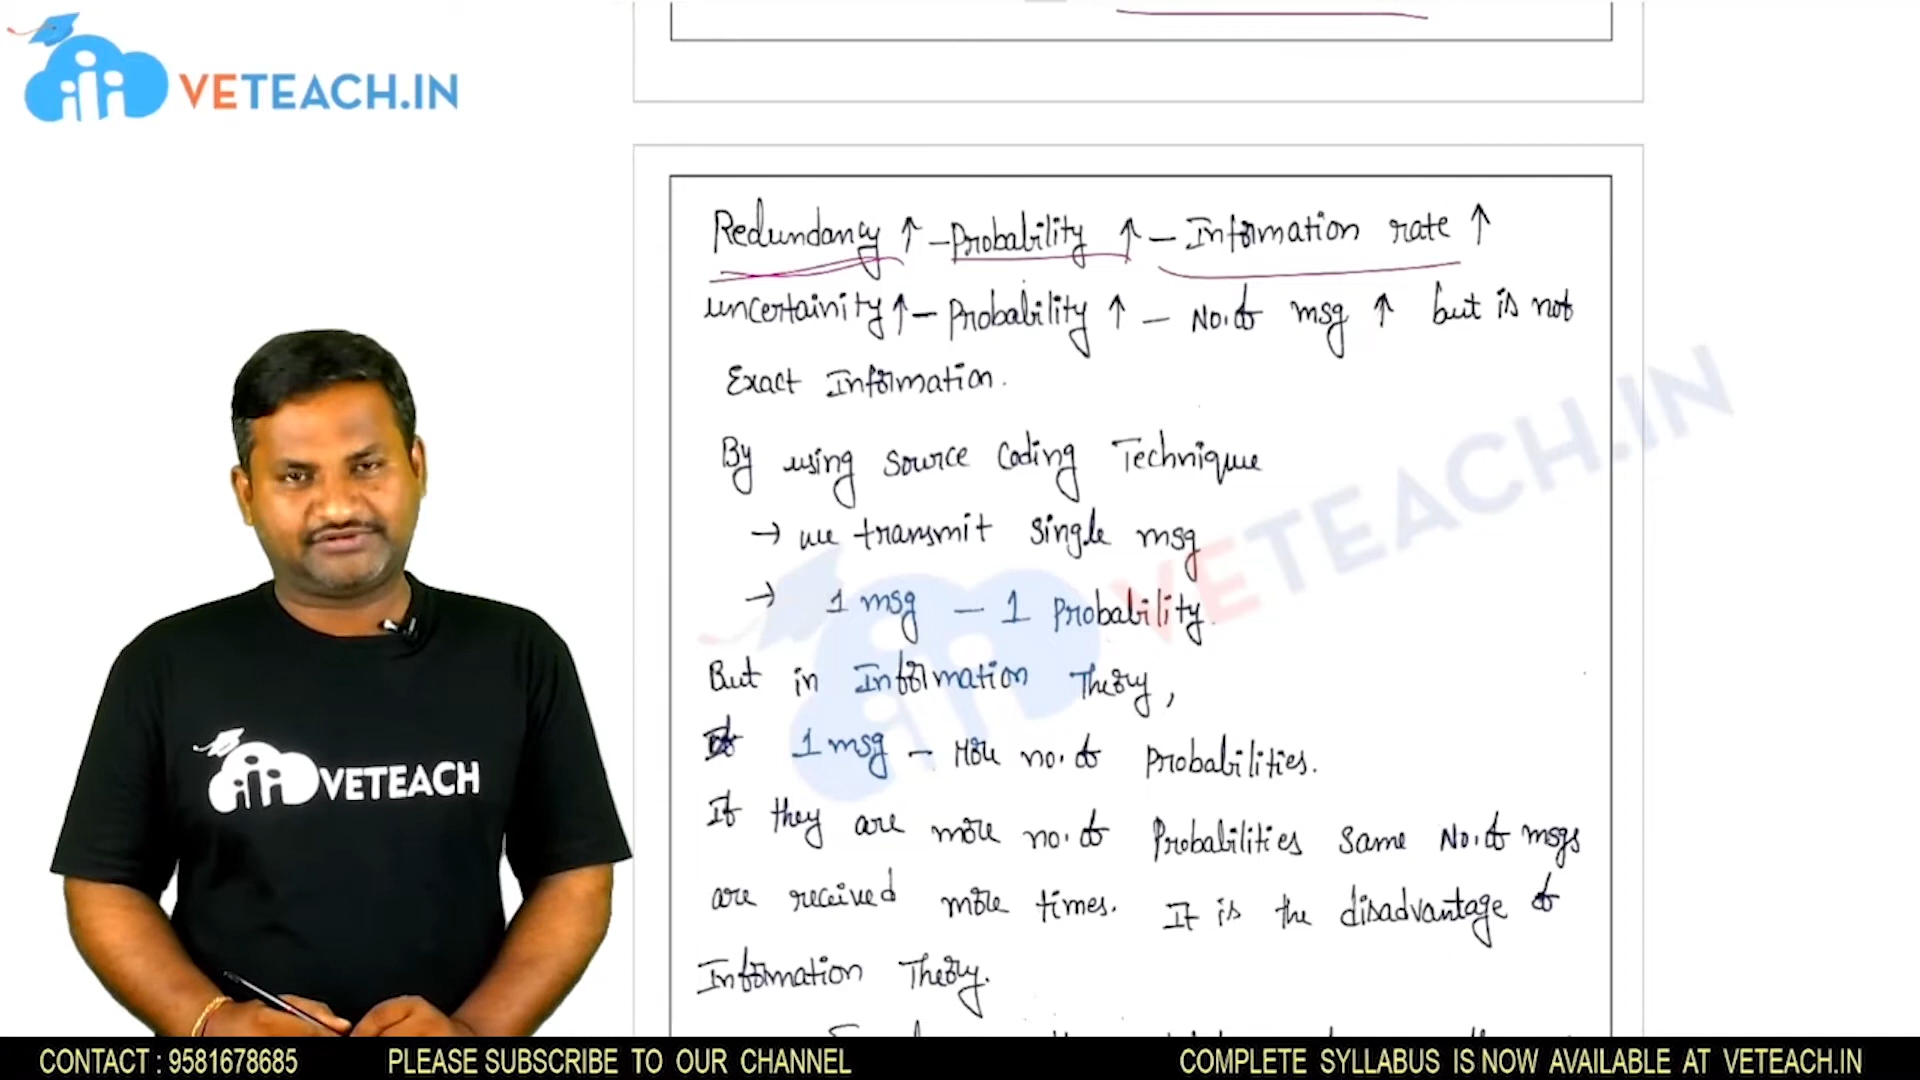 VETEACH.IN
Redundancy ↑ - Probability ↑ - Information rate ↑
uncertainity ↑ - Probability ↑ - No. of msg ↑ but is not
Exact Information.
By using source coding Technique
→ we transmit single msg
→ 1 msg - 1 Probability.
But in Information Theory,
If 1 msg - More no. of Probabilities.
If they are more no. of Probabilities same No. of msgs
are received more times. It is the disadvantage of
Information Theory.
VETEACH.IN
VETEACH
CONTACT : 9581678685 PLEASE SUBSCRIBE TO OUR CHANNEL COMPLETE SYLLABUS IS NOW AVAILABLE AT VETEACH.IN